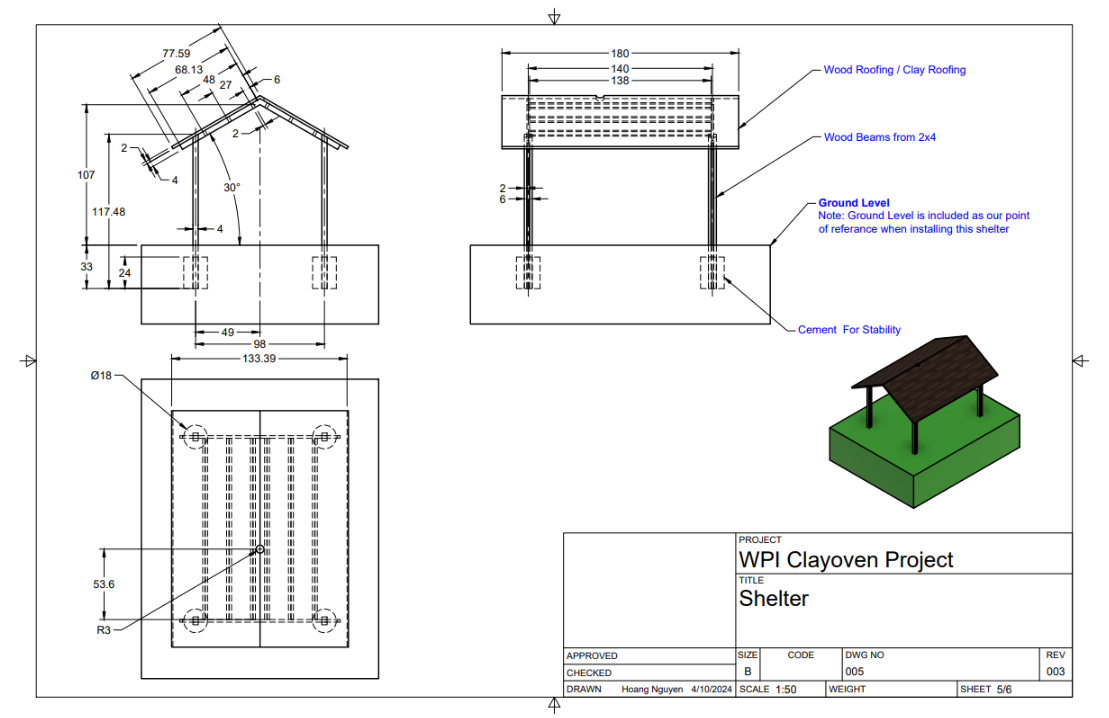 77.59
68.13
48
27
6
2
2
4
30°
107
117.48
4
33
24
49
98
133.39
Ø18
53.6
R3
180
140
138
2
6
Wood Roofing / Clay Roofing
Wood Beams from 2x4
Ground Level
Note: Ground Level is included as our point
of referance when installing this shelter
Cement For Stability
PROJECT
WPI Clayoven Project
TITLE
Shelter
APPROVED
SIZE CODE DWG NO REV
CHECKED
B 005 003
DRAWN Hoang Nguyen 4/10/2024 SCALE 1:50 WEIGHT SHEET 5/6